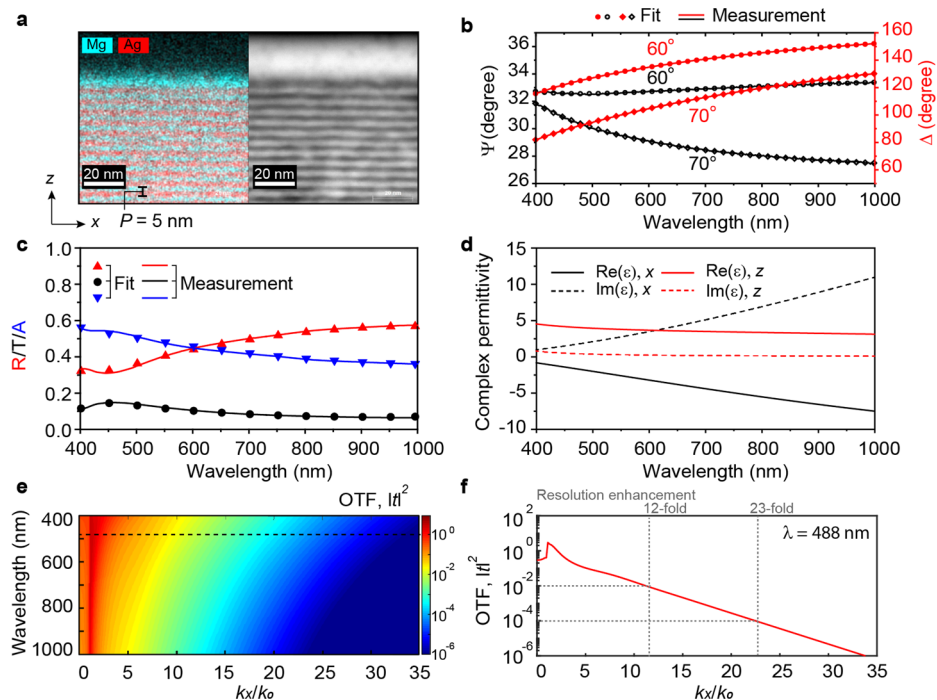 a
Mg Ag
20 nm
20 nm
z
x
P = 5 nm
b
Fit Measurement
36
34
32
30
28
26
Ψ(degree)
60°
60°
70°
70°
160
140
120
100
80
60
Δ (degree)
400 500 600 700 800 900 1000
Wavelength (nm)
c
1.0
0.8
0.6
0.4
0.2
0.0
R/T/A
Fit Measurement
400 500 600 700 800 900 1000
Wavelength (nm)
d
15
10
5
0
-5
-10
Complex permittivity
Re(ε), x Re(ε), z
Im(ε), x Im(ε), z
400 500 600 700 800 900 1000
Wavelength (nm)
e
OTF, |t|²
400
600
800
1000
Wavelength (nm)
10⁰
10⁻²
10⁻⁴
10⁻⁶
0 5 10 15 20 25 30 35
kₓ/k₀
f
Resolution enhancement
12-fold 23-fold
λ = 488 nm
10²
10⁰
10⁻²
10⁻⁴
10⁻⁶
OTF, |t|²
0 5 10 15 20 25 30 35
kₓ/k₀